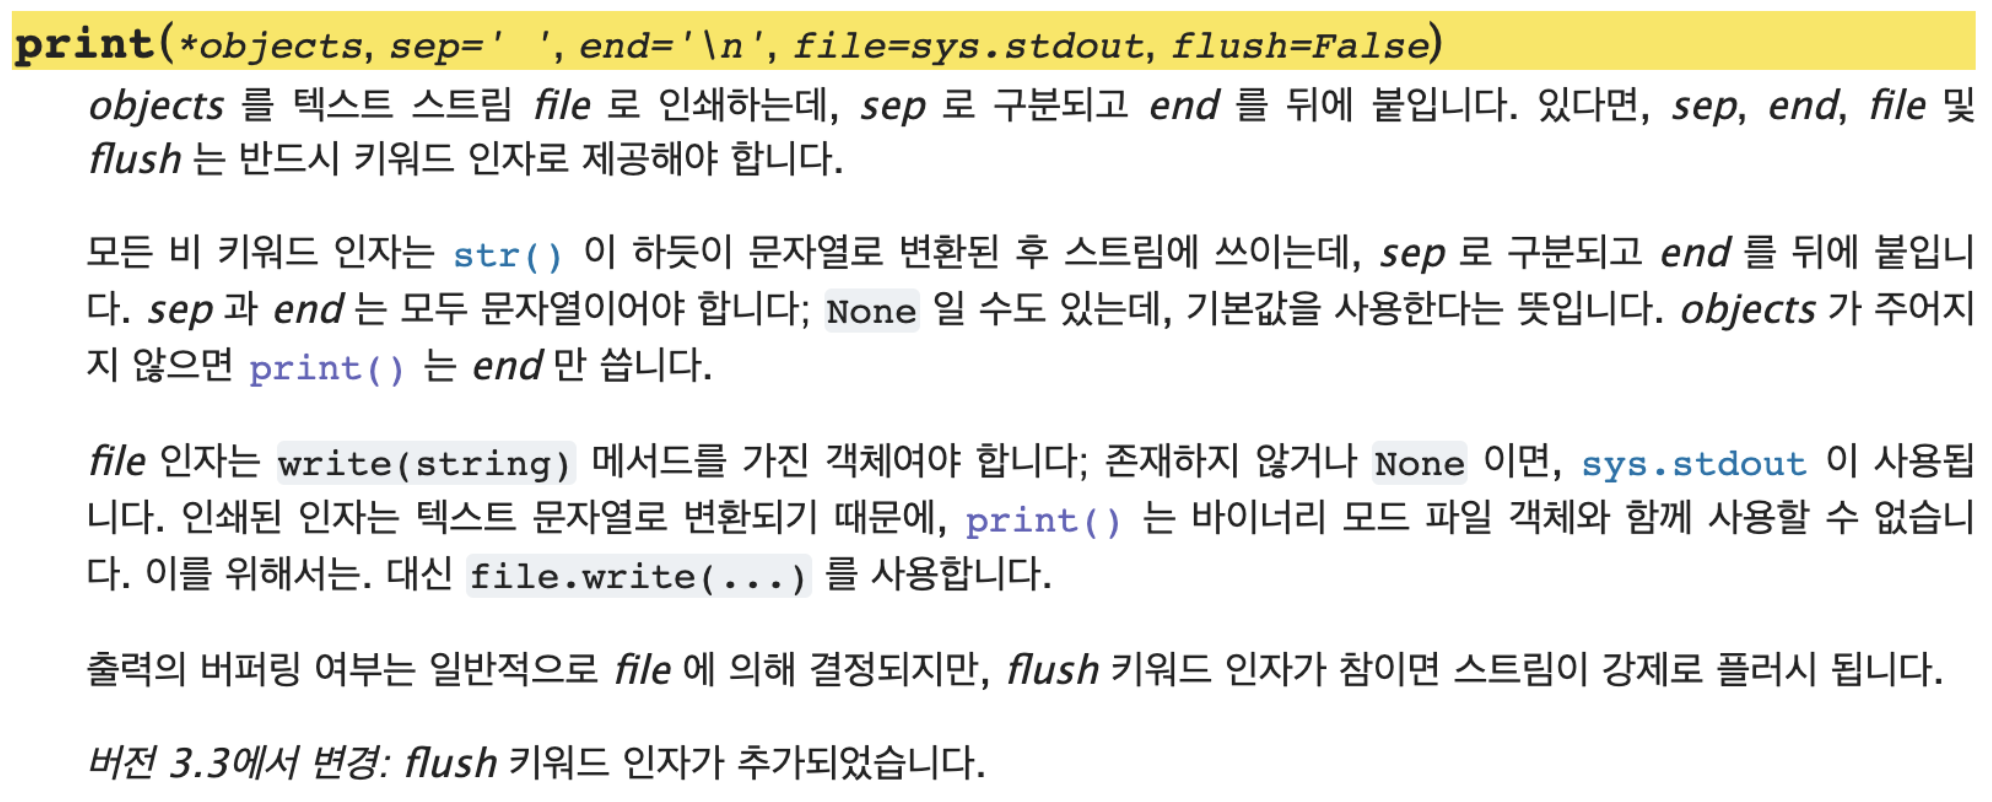 print(*objects, sep=' ', end='\n', file=sys.stdout, flush=False)
objects 를 텍스트 스트림 file 로 인쇄하는데, sep 로 구분되고 end 를 뒤에 붙입니다. 있다면, sep, end, file 및
flush 는 반드시 키워드 인자로 제공해야 합니다.
모든 비 키워드 인자는 str() 이 하듯이 문자열로 변환된 후 스트림에 쓰이는데, sep 로 구분되고 end 를 뒤에 붙입니
다. sep 과 end 는 모두 문자열이어야 합니다; None 일 수도 있는데, 기본값을 사용한다는 뜻입니다. objects 가 주어지
지 않으면 print() 는 end 만 씁니다.
file 인자는 write(string) 메서드를 가진 객체여야 합니다; 존재하지 않거나 None 이면, sys.stdout 이 사용됩
니다. 인쇄된 인자는 텍스트 문자열로 변환되기 때문에, print() 는 바이너리 모드 파일 객체와 함께 사용할 수 없습니
다. 이를 위해서는. 대신 file.write(...) 를 사용합니다.
출력의 버퍼링 여부는 일반적으로 file 에 의해 결정되지만, flush 키워드 인자가 참이면 스트림이 강제로 플러시 됩니다.
버전 3.3에서 변경: flush 키워드 인자가 추가되었습니다.